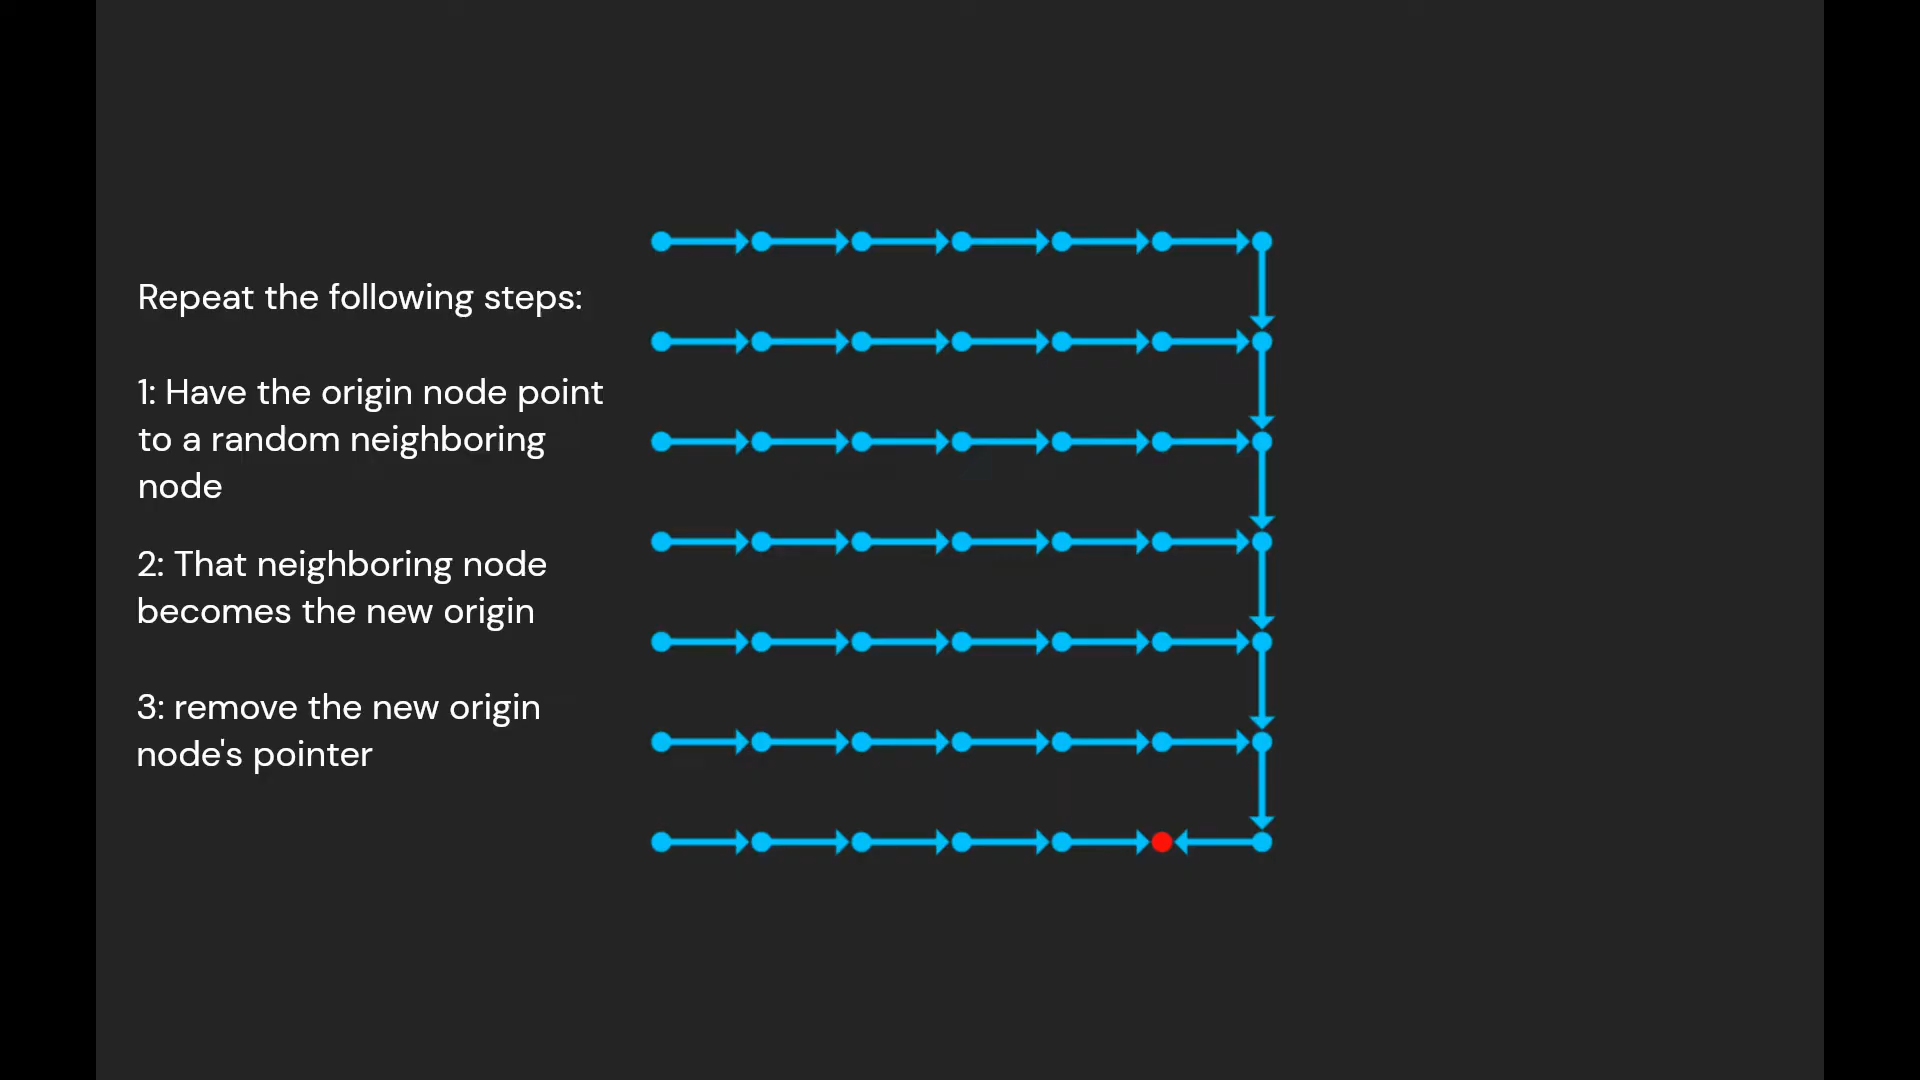 Repeat the following steps:
1: Have the origin node point
to a random neighboring
node
2: That neighboring node
becomes the new origin
3: remove the new origin
node's pointer